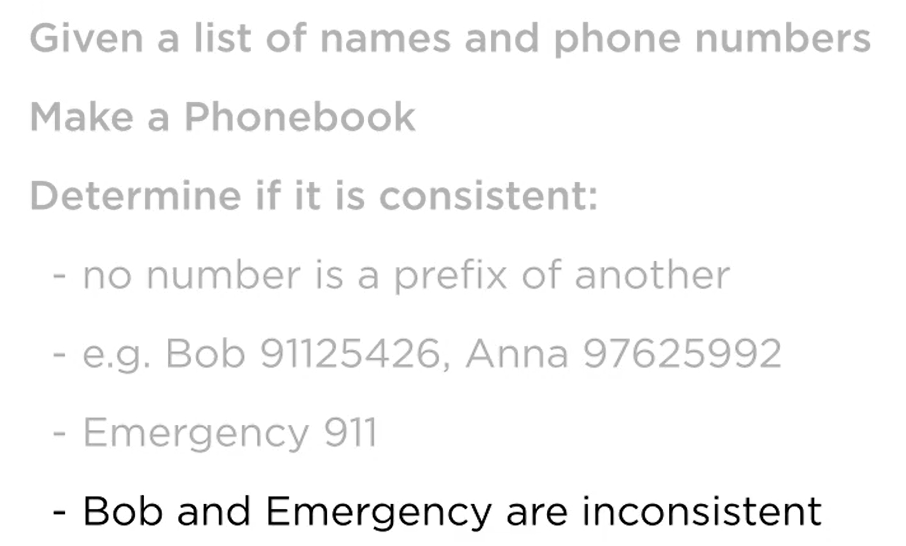 Given a list of names and phone numbers
Make a Phonebook
Determine if it is consistent:
- no number is a prefix of another
- e.g. Bob 91125426, Anna 97625992
- Emergency 911
- Bob and Emergency are inconsistent